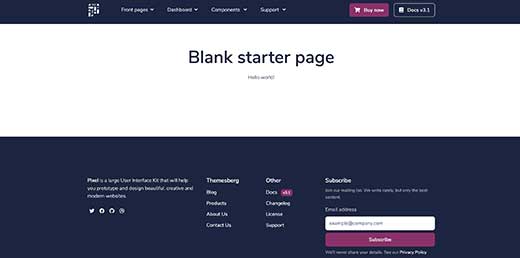 Front pages Dashboard Components Support Buy now Docs v3.1
Blank starter page
Hello world!
Pixel is a large User Interface Kit that will help
you prototype and design beautiful, creative and
modern websites.
Themesberg
Blog
Products
About Us
Contact Us
Other
Docs v3.1
Changelog
License
Support
Subscribe
Join our mailing list. We write rarely, but only the best
content.
Email address
example@company.com
Subscribe
We'll never share your details. See our Privacy Policy